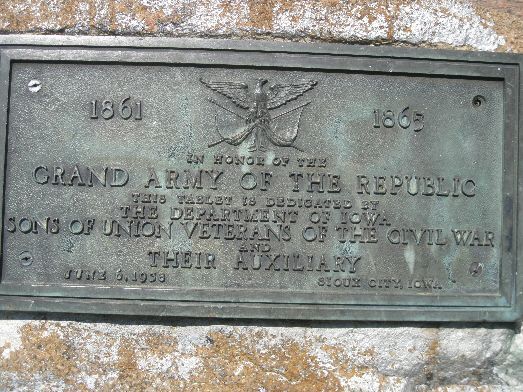 1861 1865
IN HONOR OF THE
GRAND ARMY OF THE REPUBLIC
THIS TABLET IS DEDICATED BY
THE DEPARTMENT OF IOWA
SONS OF UNION VETERANS OF THE CIVIL WAR
AND
THEIR AUXILIARY
JUNE 6, 1938 SIOUX CITY, IOWA